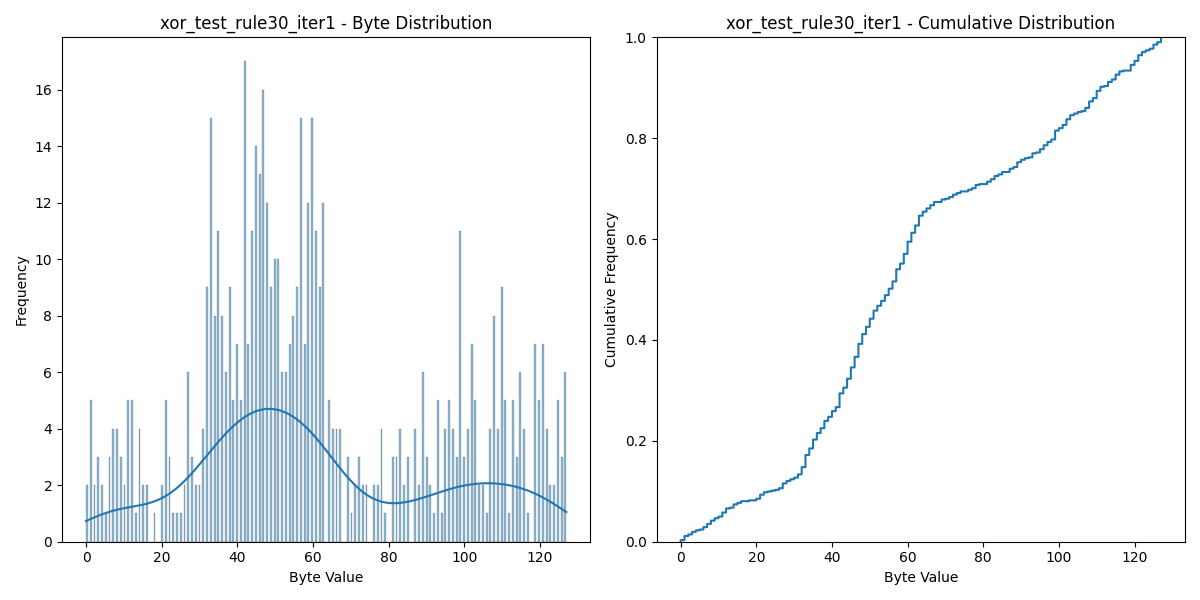 xor_test_rule30_iter1 - Byte Distribution
Frequency
16
14
12
10
8
6
4
2
0
0 20 40 60 80 100 120
Byte Value
xor_test_rule30_iter1 - Cumulative Distribution
Cumulative Frequency
1.0
0.8
0.6
0.4
0.2
0.0
0 20 40 60 80 100 120
Byte Value